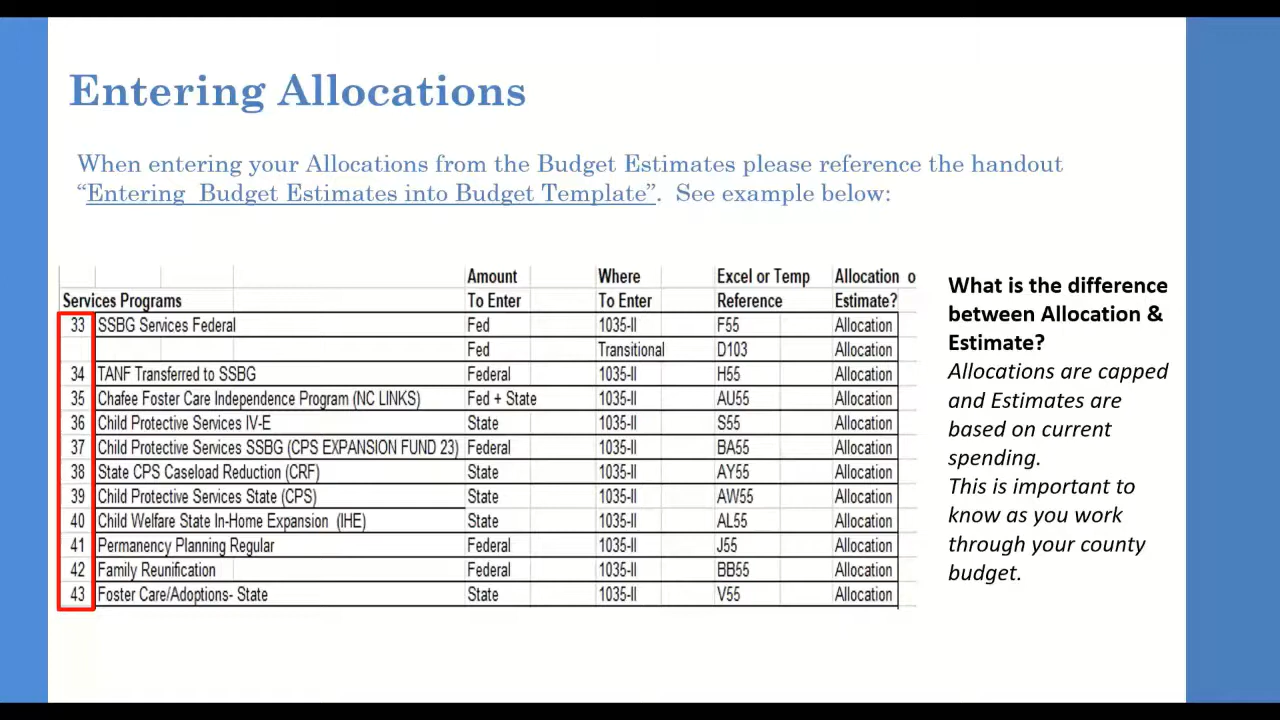 Entering Allocations
When entering your Allocations from the Budget Estimates please reference the handout
“Entering  Budget Estimates into Budget Template”.  See example below:
Amount Where Excel or Temp Allocation o
Services Programs To Enter To Enter Reference Estimate?
33 SSBG Services Federal Fed 1035-II F55 Allocation
Fed Transitional D103 Allocation
34 TANF Transferred to SSBG Federal 1035-II H55 Allocation
35 Chafee Foster Care Independence Program (NC LINKS) Fed + State 1035-II AU55 Allocation
36 Child Protective Services IV-E State 1035-II S55 Allocation
37 Child Protective Services SSBG (CPS EXPANSION FUND 23) Federal 1035-II BA55 Allocation
38 State CPS Caseload Reduction (CRF) State 1035-II AY55 Allocation
39 Child Protective Services State (CPS) State 1035-II AW55 Allocation
40 Child Welfare State In-Home Expansion (IHE) State 1035-II AL55 Allocation
41 Permanency Planning Regular Federal 1035-II J55 Allocation
42 Family Reunification Federal 1035-II BB55 Allocation
43 Foster Care/Adoptions- State State 1035-II V55 Allocation
What is the difference
between Allocation &
Estimate?
Allocations are capped
and Estimates are
based on current
spending.
This is important to
know as you work
through your county
budget.